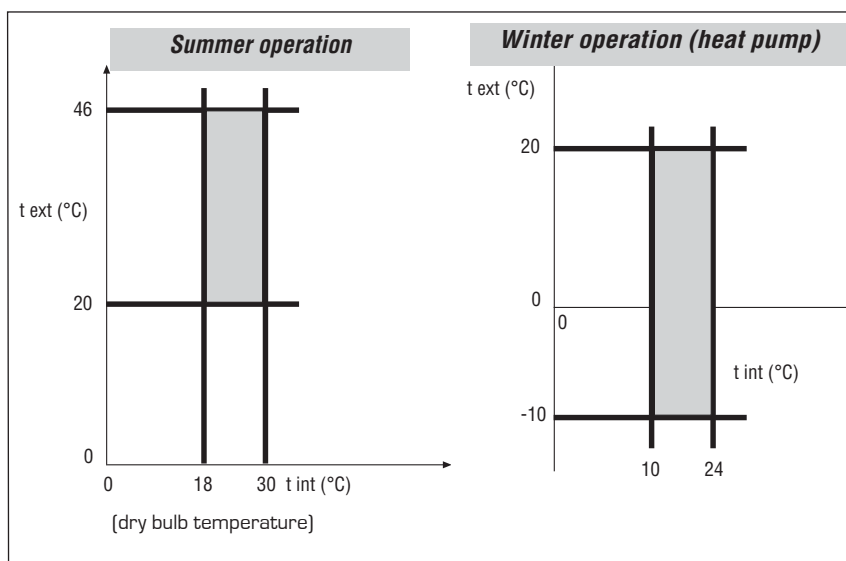 Summer operation
46
t ext (°C)
20
0
0 18 30 t int (°C)
(dry bulb temperature)
Winter operation (heat pump)
t ext (°C)
20
0
0
t int (°C)
-10
10 24